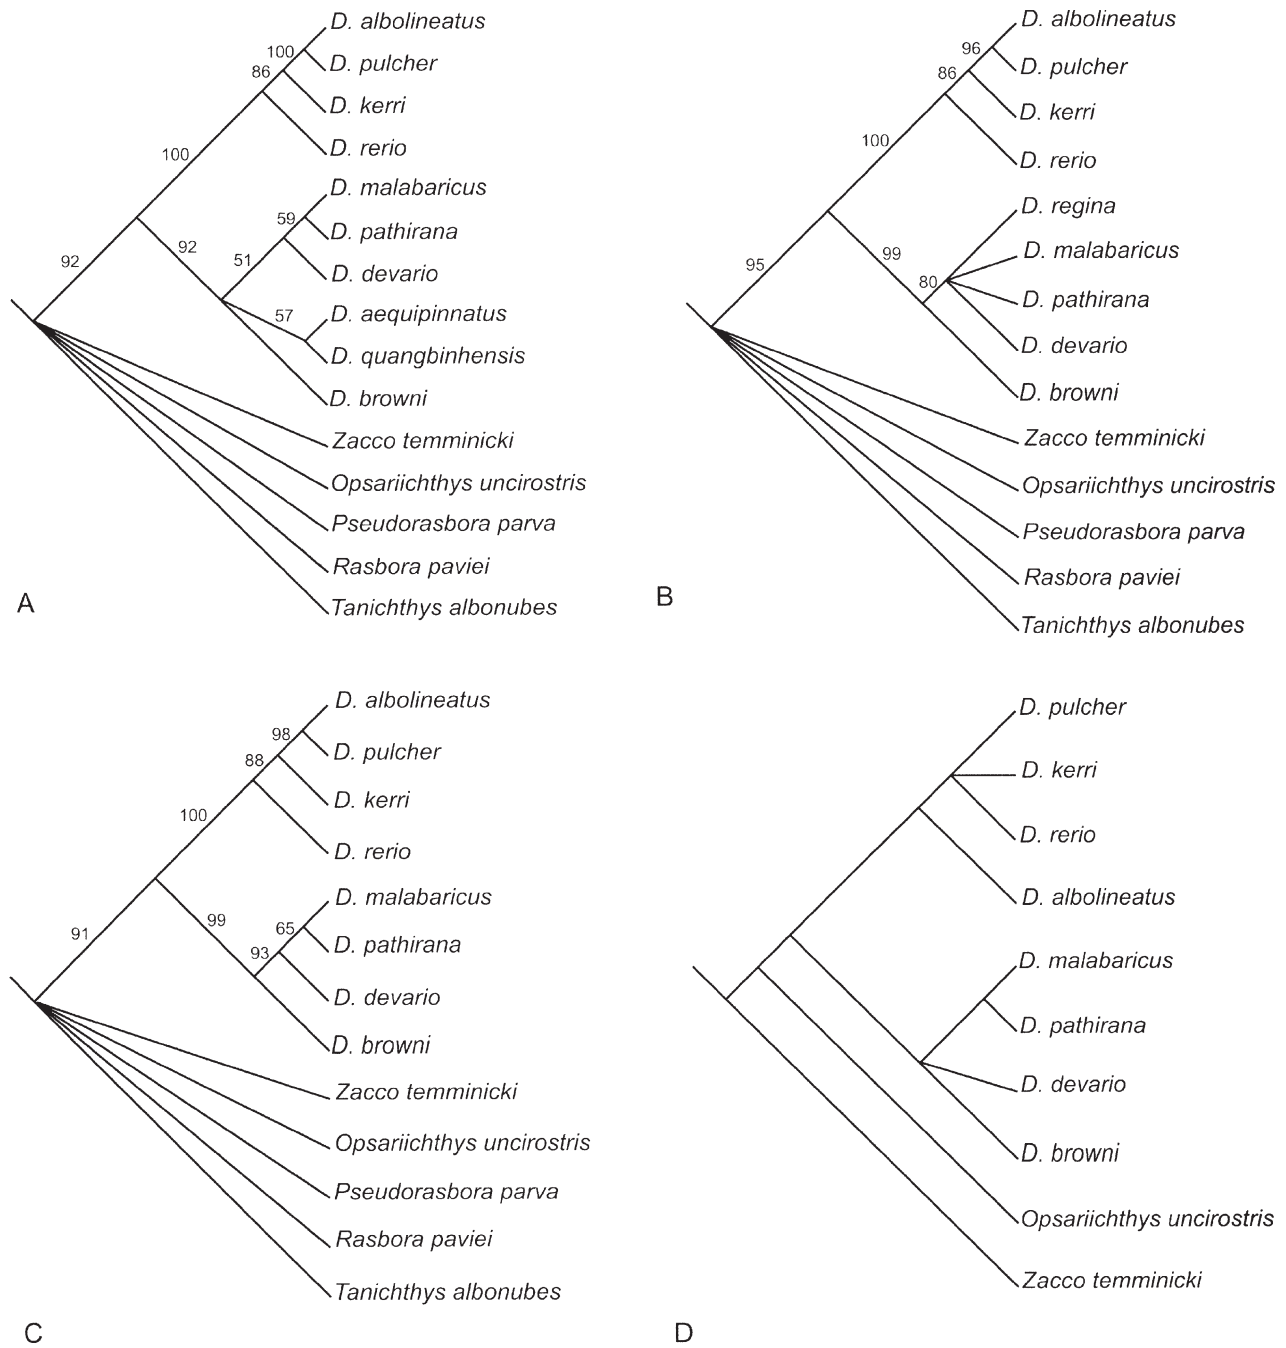 D. albolineatus
100
D. pulcher
86
D. kerri
D. rerio
100
D. malabaricus
59
D. pathirana
92
51
D. devario
92
D. aequipinnatus
57
D. quangbinhensis
D. browni
Zacco temminicki
Opsariichthys uncirostris
Pseudorasbora parva
Rasbora paviei
Tanichthys albonubes
A
D. albolineatus
96
D. pulcher
86
D. kerri
100
D. rerio
D. regina
D. malabaricus
99
95
80
D. pathirana
D. devario
D. browni
Zacco temminicki
Opsariichthys uncirostris
Pseudorasbora parva
Rasbora paviei
Tanichthys albonubes
B
D. albolineatus
98
D. pulcher
88
D. kerri
100
D. rerio
D. malabaricus
99
65
91
D. pathirana
93
D. devario
D. browni
Zacco temminicki
Opsariichthys uncirostris
Pseudorasbora parva
Rasbora paviei
Tanichthys albonubes
C
D. pulcher
D. kerri
D. rerio
D. albolineatus
D. malabaricus
D. pathirana
D. devario
D. browni
Opsariichthys uncirostris
Zacco temminicki
D